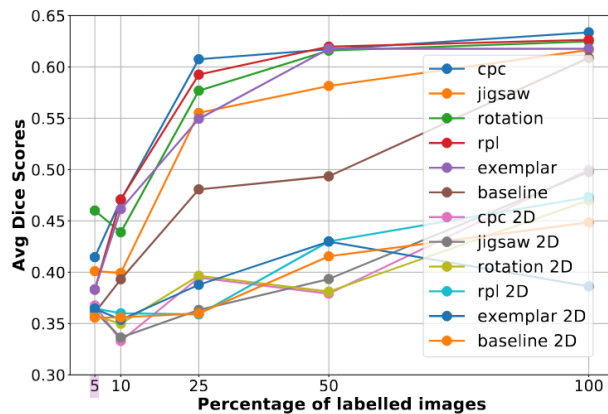 0.65
0.60
0.55
0.50
0.45
0.40
0.35
0.30
Avg Dice Scores
cpc
jigsaw
rotation
rpl
exemplar
baseline
cpc 2D
jigsaw 2D
rotation 2D
rpl 2D
exemplar 2D
baseline 2D
5 10 25 50 100
Percentage of labelled images